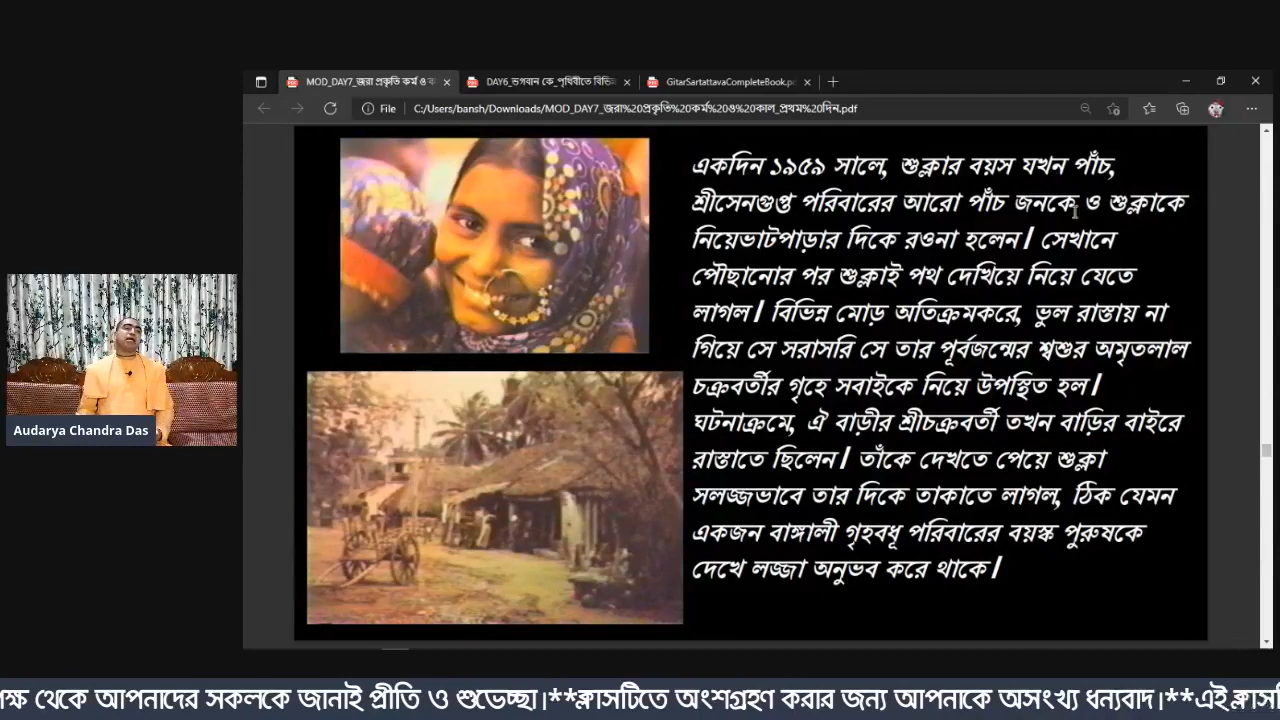 MOD_DAY7_জরা প্রকৃতি কর্ম ও ক
DAY6_ভগবান কে_পৃথিবীতে বিভি
GitarSartattavaCompleteBook.p
File C:/Users/bansh/Downloads/MOD_DAY7_জরা%20প্রকৃতি%20কর্ম%20ও%20কাল_প্রথম%20দিন.pdf
একদিন ১৯৫৯ সালে, শুক্লার বয়স যখন পাঁচ,
শ্রীসেনগুপ্ত পরিবারের আরো পাঁচ জনকে ও শুক্লাকে
নিয়েভাটপাড়ার দিকে রওনা হলেন। সেখানে
পৌছানোর পর শুক্লাই পথ দেখিয়ে নিয়ে যেতে
লাগল। বিভিন্ন মোড় অতিক্রমকরে, ভুল রাস্তায় না
গিয়ে সে সরাসরি সে তার পূর্বজন্মের শ্বশুর অমৃতলাল
চক্রবর্তীর গৃহে সবাইকে নিয়ে উপস্থিত হল।
ঘটনাক্রমে, ঐ বাড়ীর শ্রীচক্রবর্তী তখন বাড়ির বাইরে
রাস্তাতে ছিলেন। তাঁকে দেখতে পেয়ে শুক্লা
সলজ্জভাবে তার দিকে তাকাতে লাগল, ঠিক যেমন
একজন বাঙ্গালী গৃহবধূ পরিবারের বয়স্ক পুরুষকে
দেখে লজ্জা অনুভব করে থাকে।
Audarya Chandra Das
পক্ষ থেকে আপনাদের সকলকে জানাই প্রীতি ও শুভেচ্ছা।**ক্লাসটিতে অংশগ্রহণ করার জন্য আপনাকে অসংখ্য ধন্যবাদ।**এই ক্লাসটি